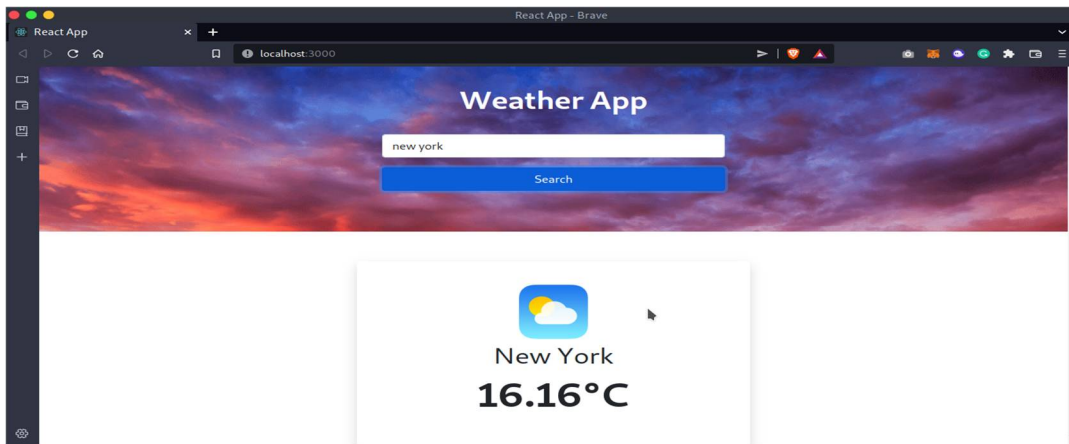 React App - Brave
React App
localhost:3000
Weather App
new york
Search
New York
16.16°C